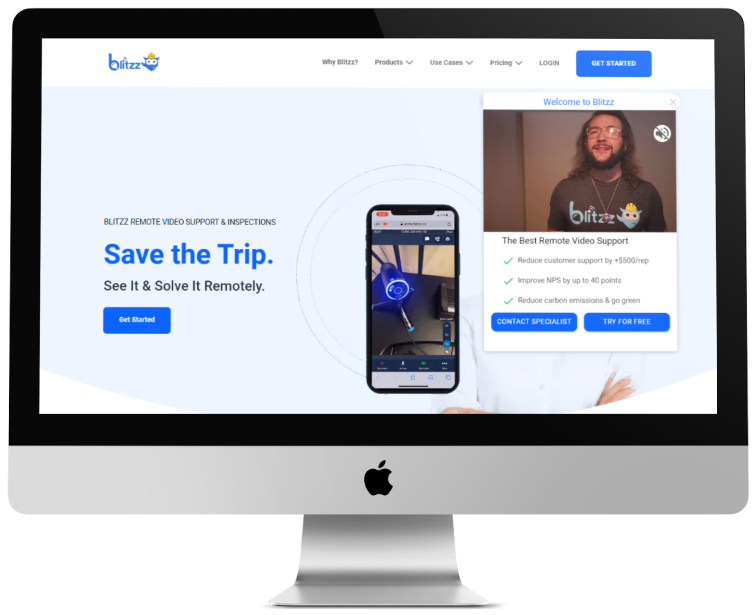 blitzz
Why Blitzz?
Products
Use Cases
Pricing
LOGIN
GET STARTED
Welcome to Blitzz
blitzz
BLITZZ REMOTE VIDEO SUPPORT & INSPECTIONS
Save the Trip.
See It & Solve It Remotely.
Get Started
The Best Remote Video Support
Reduce customer support by +$500/rep
Improve NPS by up to 40 points
Reduce carbon emissions & go green
CONTACT SPECIALIST
TRY FOR FREE